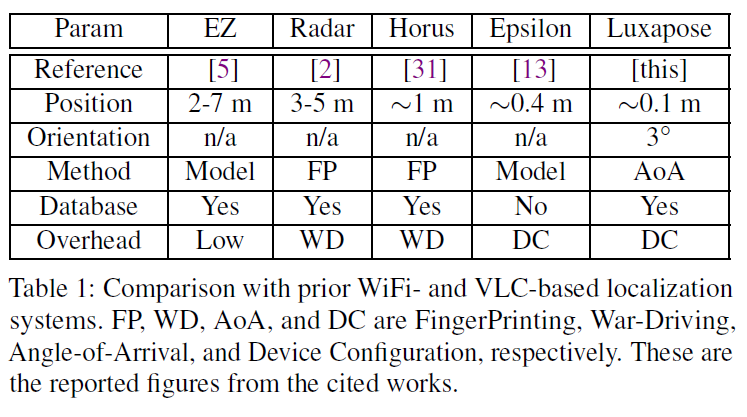 Param EZ Radar Horus Epsilon Luxapose
Reference [5] [2] [31] [13] [this]
Position 2-7 m 3-5 m ∼1 m ∼0.4 m ∼0.1 m
Orientation n/a n/a n/a n/a 3°
Method Model FP FP Model AoA
Database Yes Yes Yes No Yes
Overhead Low WD WD DC DC
Table 1: Comparison with prior WiFi- and VLC-based localization
systems. FP, WD, AoA, and DC are FingerPrinting, War-Driving,
Angle-of-Arrival, and Device Configuration, respectively. These are
the reported figures from the cited works.